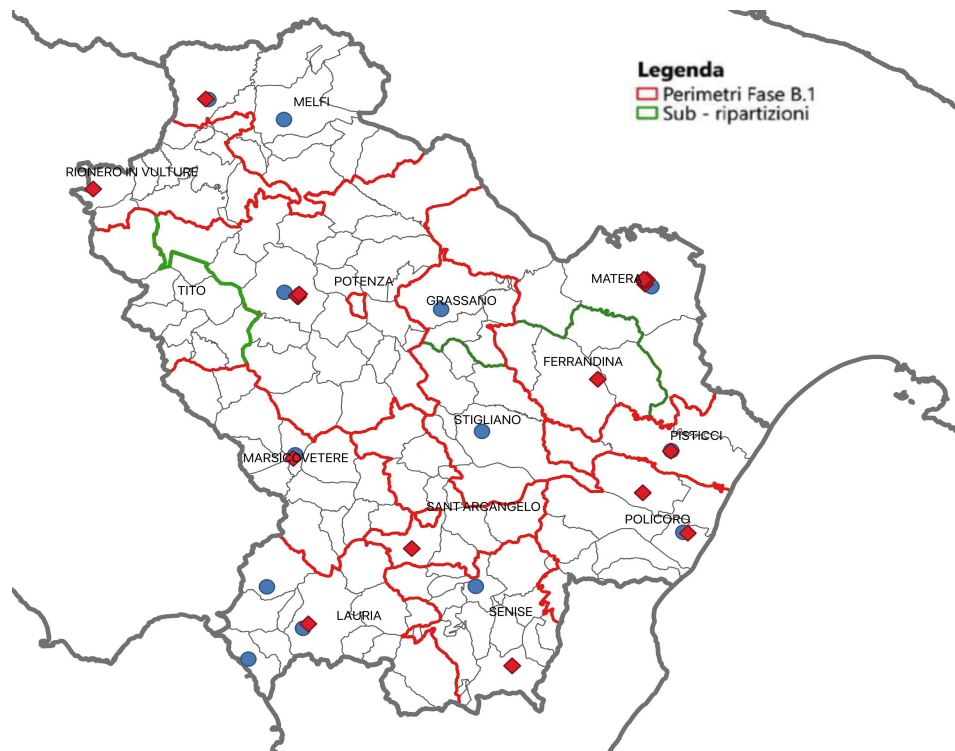 MELFI
Legenda
Perimetri Fase B.1
Sub - ripartizioni
RIONERO IN VULTURE
POTENZA
MATERA
TITO
GRASSANO
FERRANDINA
STIGLIANO
PISTICCI
MARSICOVETERE
SANT'ARCANGELO
POLICORO
LAURIA
SENISE